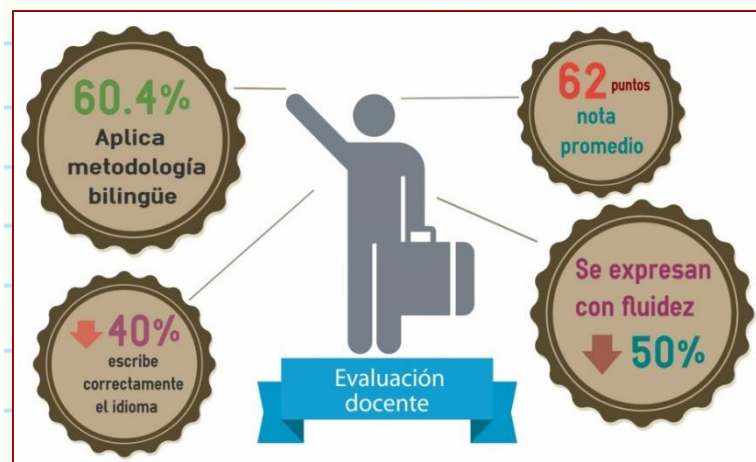 60.4%
Aplica
metodología
bilingüe
62 puntos
nota
promedio
40%
escribe
correctamente
el idioma
Se expresan
con fluidez
50%
Evaluación
docente